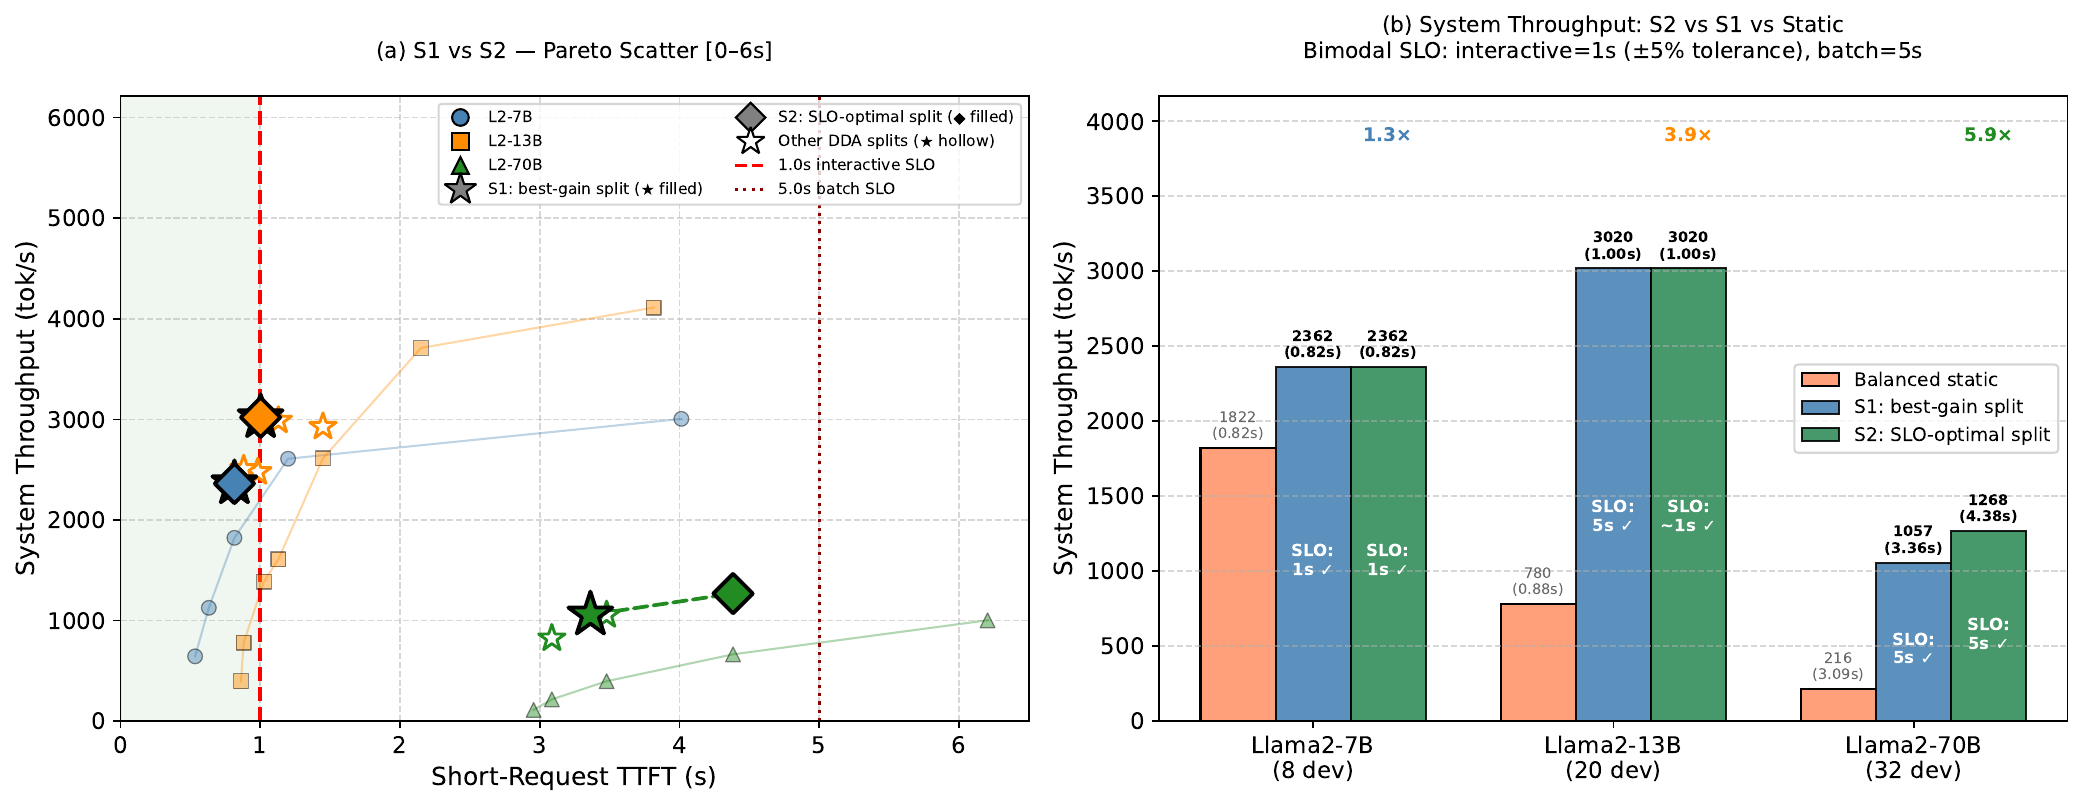 (a) S1 vs S2 — Pareto Scatter [0–6s]
System Throughput (tok/s)
6000
5000
4000
3000
2000
1000
0
0 1 2 3 4 5 6
Short-Request TTFT (s)
L2-7B
L2-13B
L2-70B
S1: best-gain split (★ filled)
S2: SLO-optimal split (◆ filled)
Other DDA splits (★ hollow)
1.0s interactive SLO
5.0s batch SLO
(b) System Throughput: S2 vs S1 vs Static
Bimodal SLO: interactive=1s (±5% tolerance), batch=5s
System Throughput (tok/s)
4000
3500
3000
2500
2000
1500
1000
500
0
1.3×
3.9×
5.9×
1822
(0.82s)
2362
(0.82s)
2362
(0.82s)
SLO:
1s ✓
SLO:
1s ✓
780
(0.88s)
3020
(1.00s)
3020
(1.00s)
SLO:
5s ✓
SLO:
~1s ✓
216
(3.09s)
1057
(3.36s)
1268
(4.38s)
SLO:
5s ✓
SLO:
5s ✓
Balanced static
S1: best-gain split
S2: SLO-optimal split
Llama2-7B
(8 dev)
Llama2-13B
(20 dev)
Llama2-70B
(32 dev)